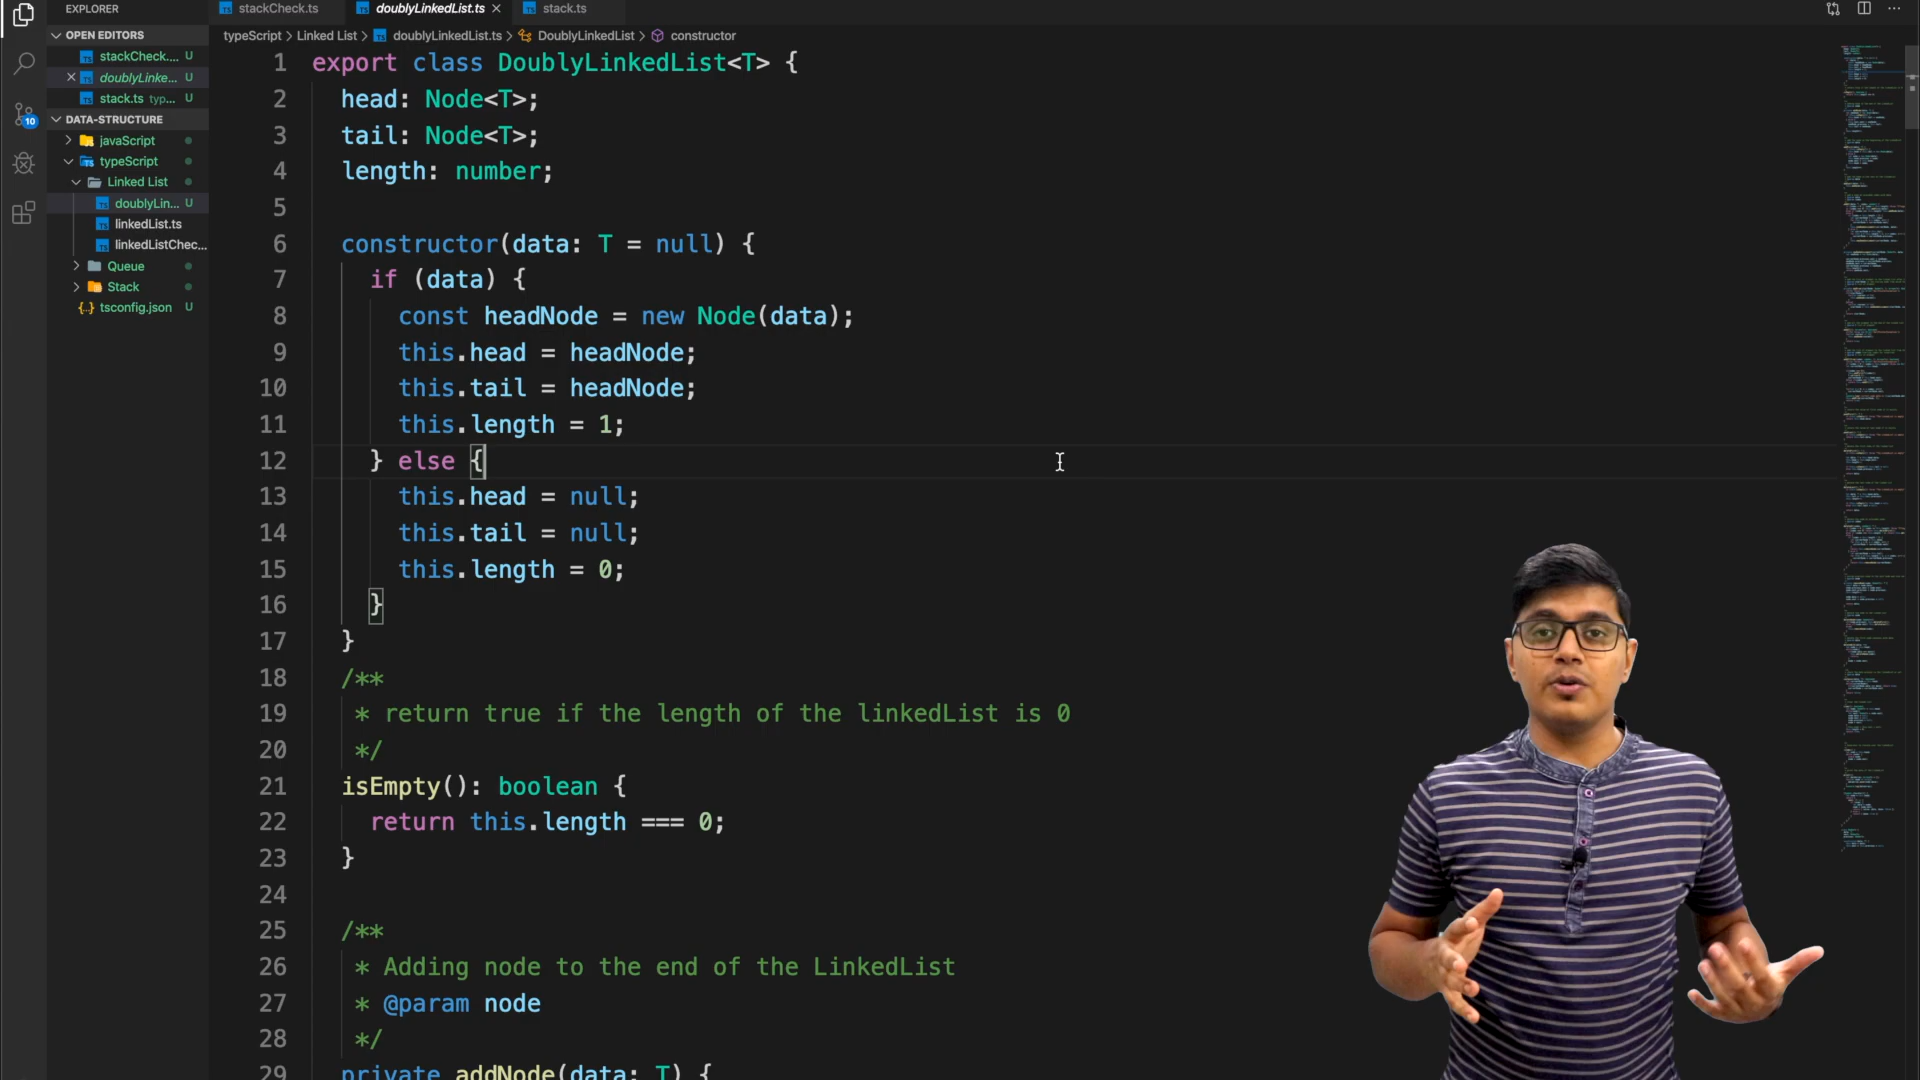 EXPLORER
OPEN EDITORS
stackCheck.... U
doublyLinke... U
stack.ts typ... U
DATA-STRUCTURE
javaScript
typeScript
Linked List
doublyLin... U
linkedList.ts
linkedListChec...
Queue
Stack
tsconfig.json U
10
stackCheck.ts
doublyLinkedList.ts
stack.ts
typeScript > Linked List > doublyLinkedList.ts > DoublyLinkedList > constructor
1 export class DoublyLinkedList<T> {
2 head: Node<T>;
3 tail: Node<T>;
4 length: number;
5
6 constructor(data: T = null) {
7 if (data) {
8 const headNode = new Node(data);
9 this.head = headNode;
10 this.tail = headNode;
11 this.length = 1;
12 } else {
13 this.head = null;
14 this.tail = null;
15 this.length = 0;
16 }
17 }
18 /**
19 * return true if the length of the linkedList is 0
20 */
21 isEmpty(): boolean {
22 return this.length === 0;
23 }
24
25 /**
26 * Adding node to the end of the LinkedList
27 * @param node
28 */
29 private addNode(data: T) {